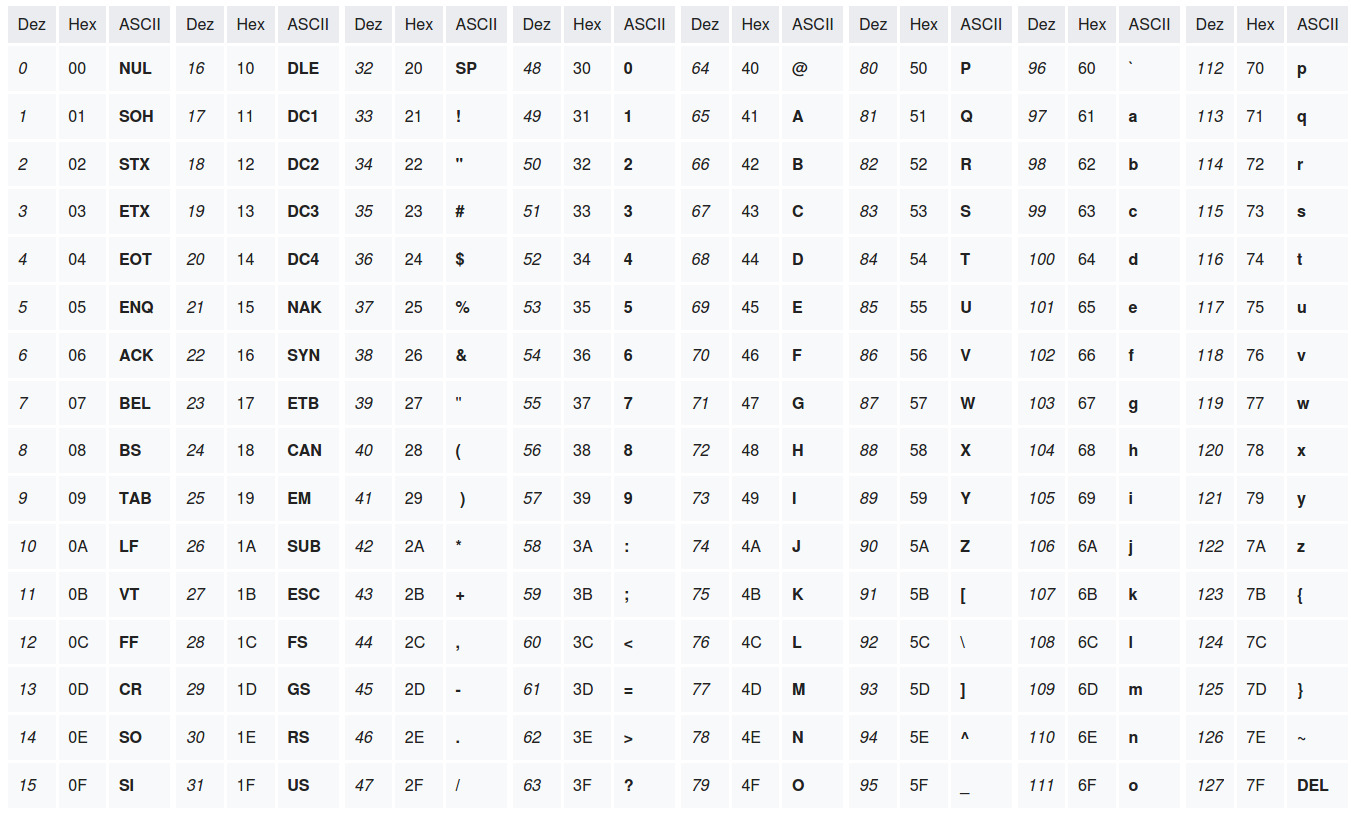 Dez Hex ASCII Dez Hex ASCII Dez Hex ASCII Dez Hex ASCII Dez Hex ASCII Dez Hex ASCII Dez Hex ASCII Dez Hex ASCII
0 00 NUL 16 10 DLE 32 20 SP 48 30 0 64 40 @ 80 50 P 96 60 ` 112 70 p
1 01 SOH 17 11 DC1 33 21 ! 49 31 1 65 41 A 81 51 Q 97 61 a 113 71 q
2 02 STX 18 12 DC2 34 22 " 50 32 2 66 42 B 82 52 R 98 62 b 114 72 r
3 03 ETX 19 13 DC3 35 23 # 51 33 3 67 43 C 83 53 S 99 63 c 115 73 s
4 04 EOT 20 14 DC4 36 24 $ 52 34 4 68 44 D 84 54 T 100 64 d 116 74 t
5 05 ENQ 21 15 NAK 37 25 % 53 35 5 69 45 E 85 55 U 101 65 e 117 75 u
6 06 ACK 22 16 SYN 38 26 & 54 36 6 70 46 F 86 56 V 102 66 f 118 76 v
7 07 BEL 23 17 ETB 39 27 " 55 37 7 71 47 G 87 57 W 103 67 g 119 77 w
8 08 BS 24 18 CAN 40 28 ( 56 38 8 72 48 H 88 58 X 104 68 h 120 78 x
9 09 TAB 25 19 EM 41 29 ) 57 39 9 73 49 I 89 59 Y 105 69 i 121 79 y
10 0A LF 26 1A SUB 42 2A * 58 3A : 74 4A J 90 5A Z 106 6A j 122 7A z
11 0B VT 27 1B ESC 43 2B + 59 3B ; 75 4B K 91 5B [ 107 6B k 123 7B {
12 0C FF 28 1C FS 44 2C , 60 3C < 76 4C L 92 5C \ 108 6C l 124 7C
13 0D CR 29 1D GS 45 2D - 61 3D = 77 4D M 93 5D ] 109 6D m 125 7D }
14 0E SO 30 1E RS 46 2E . 62 3E > 78 4E N 94 5E ^ 110 6E n 126 7E ~
15 0F SI 31 1F US 47 2F / 63 3F ? 79 4F O 95 5F _ 111 6F o 127 7F DEL